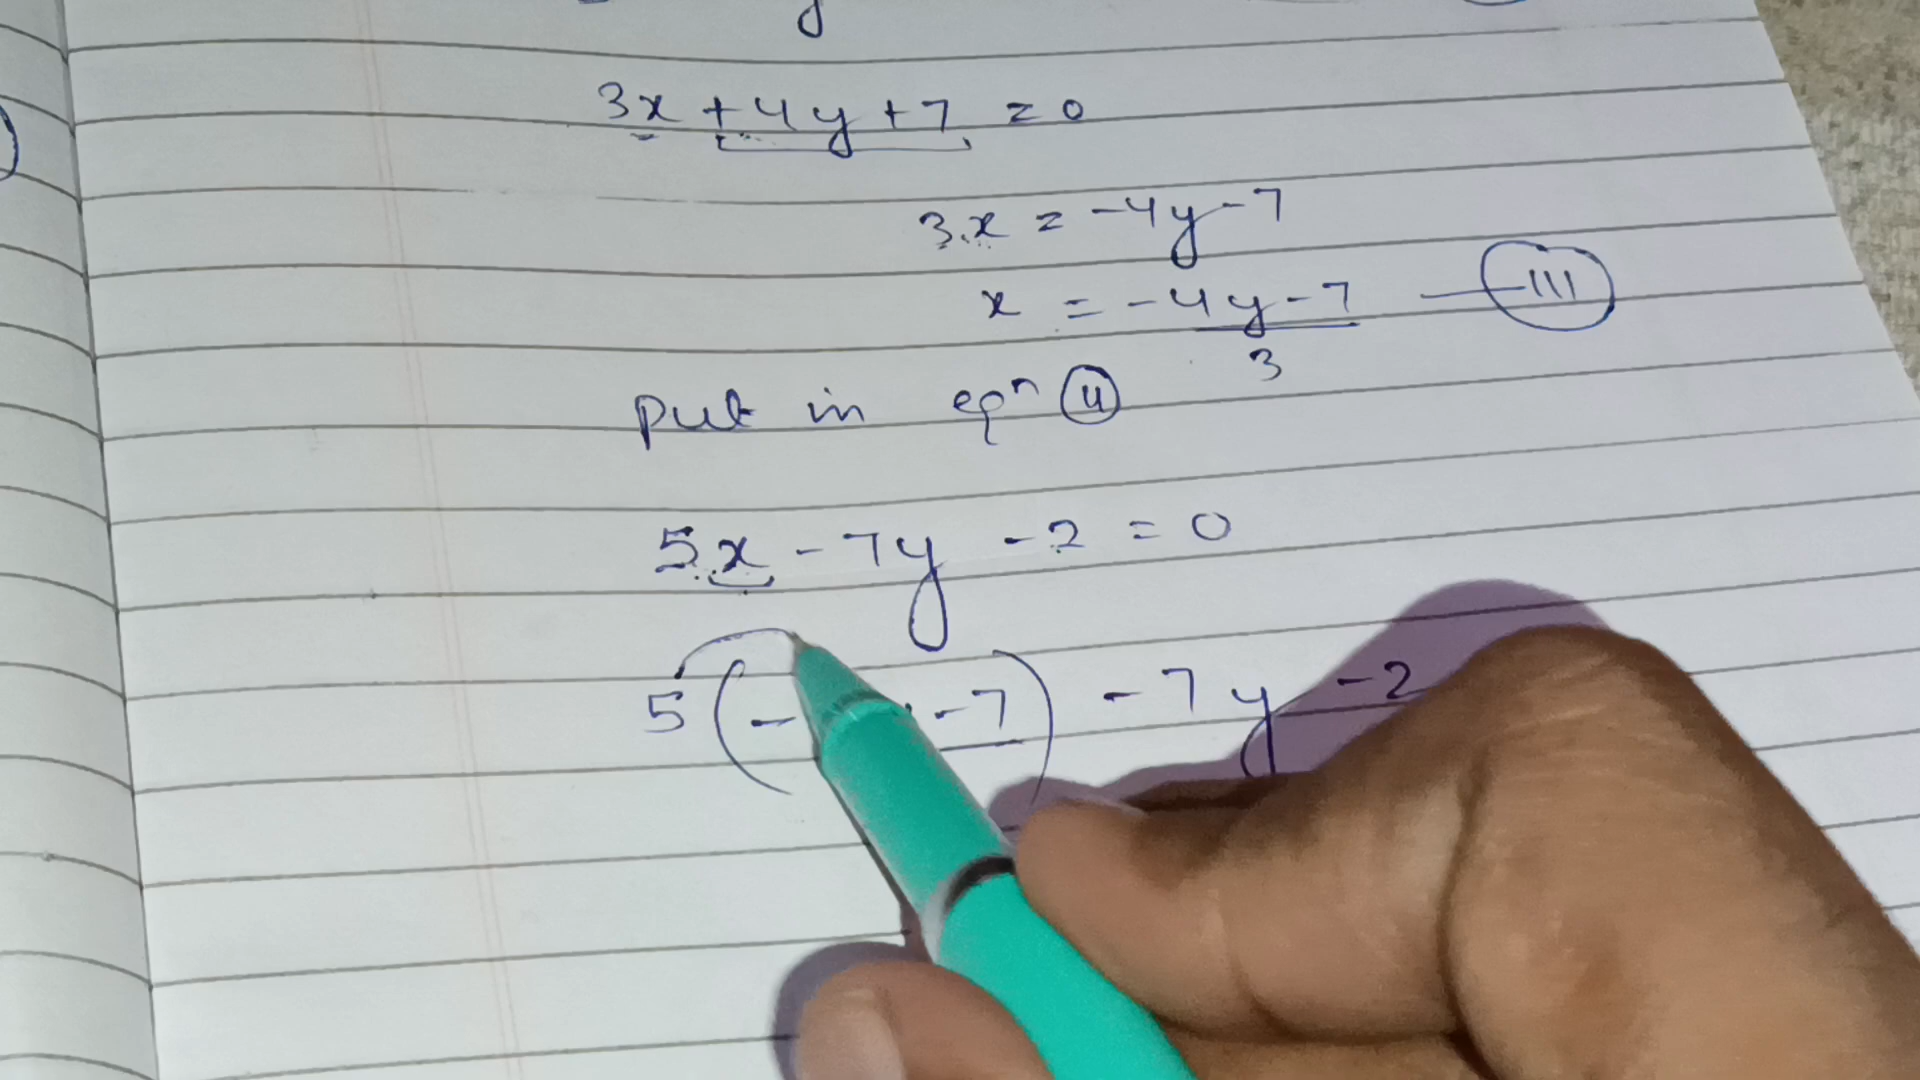 3x + 4y + 7 = 0
3x = -4y - 7
x = -4y - 7 — III
3
put in eqn II
5x - 7y - 2 = 0
5 ( - - 7 ) - 7y - 2